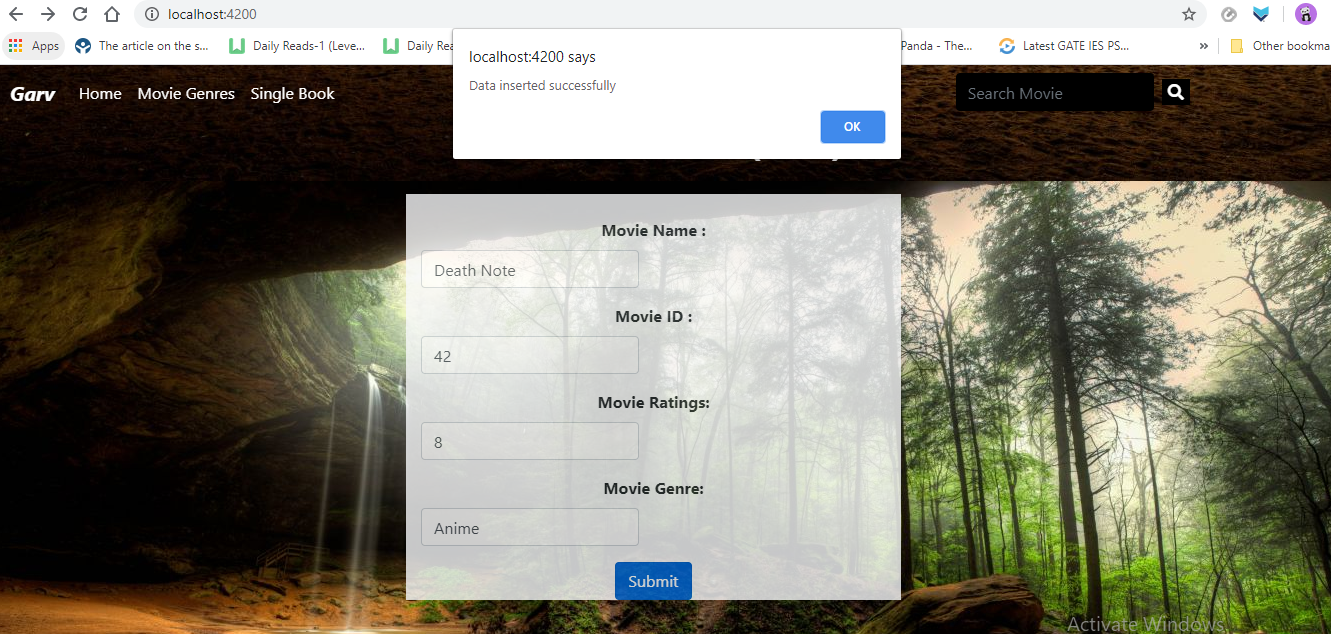 localhost:4200
Apps The article on the s... Daily Reads-1 (Leve... Daily Rea Panda - The... Latest GATE IES PS... » Other bookma
localhost:4200 says
Data inserted successfully
OK
Garv Home Movie Genres Single Book Search Movie
Movie Name :
Death Note
Movie ID :
42
Movie Ratings:
8
Movie Genre:
Anime
Submit
Activate Windows